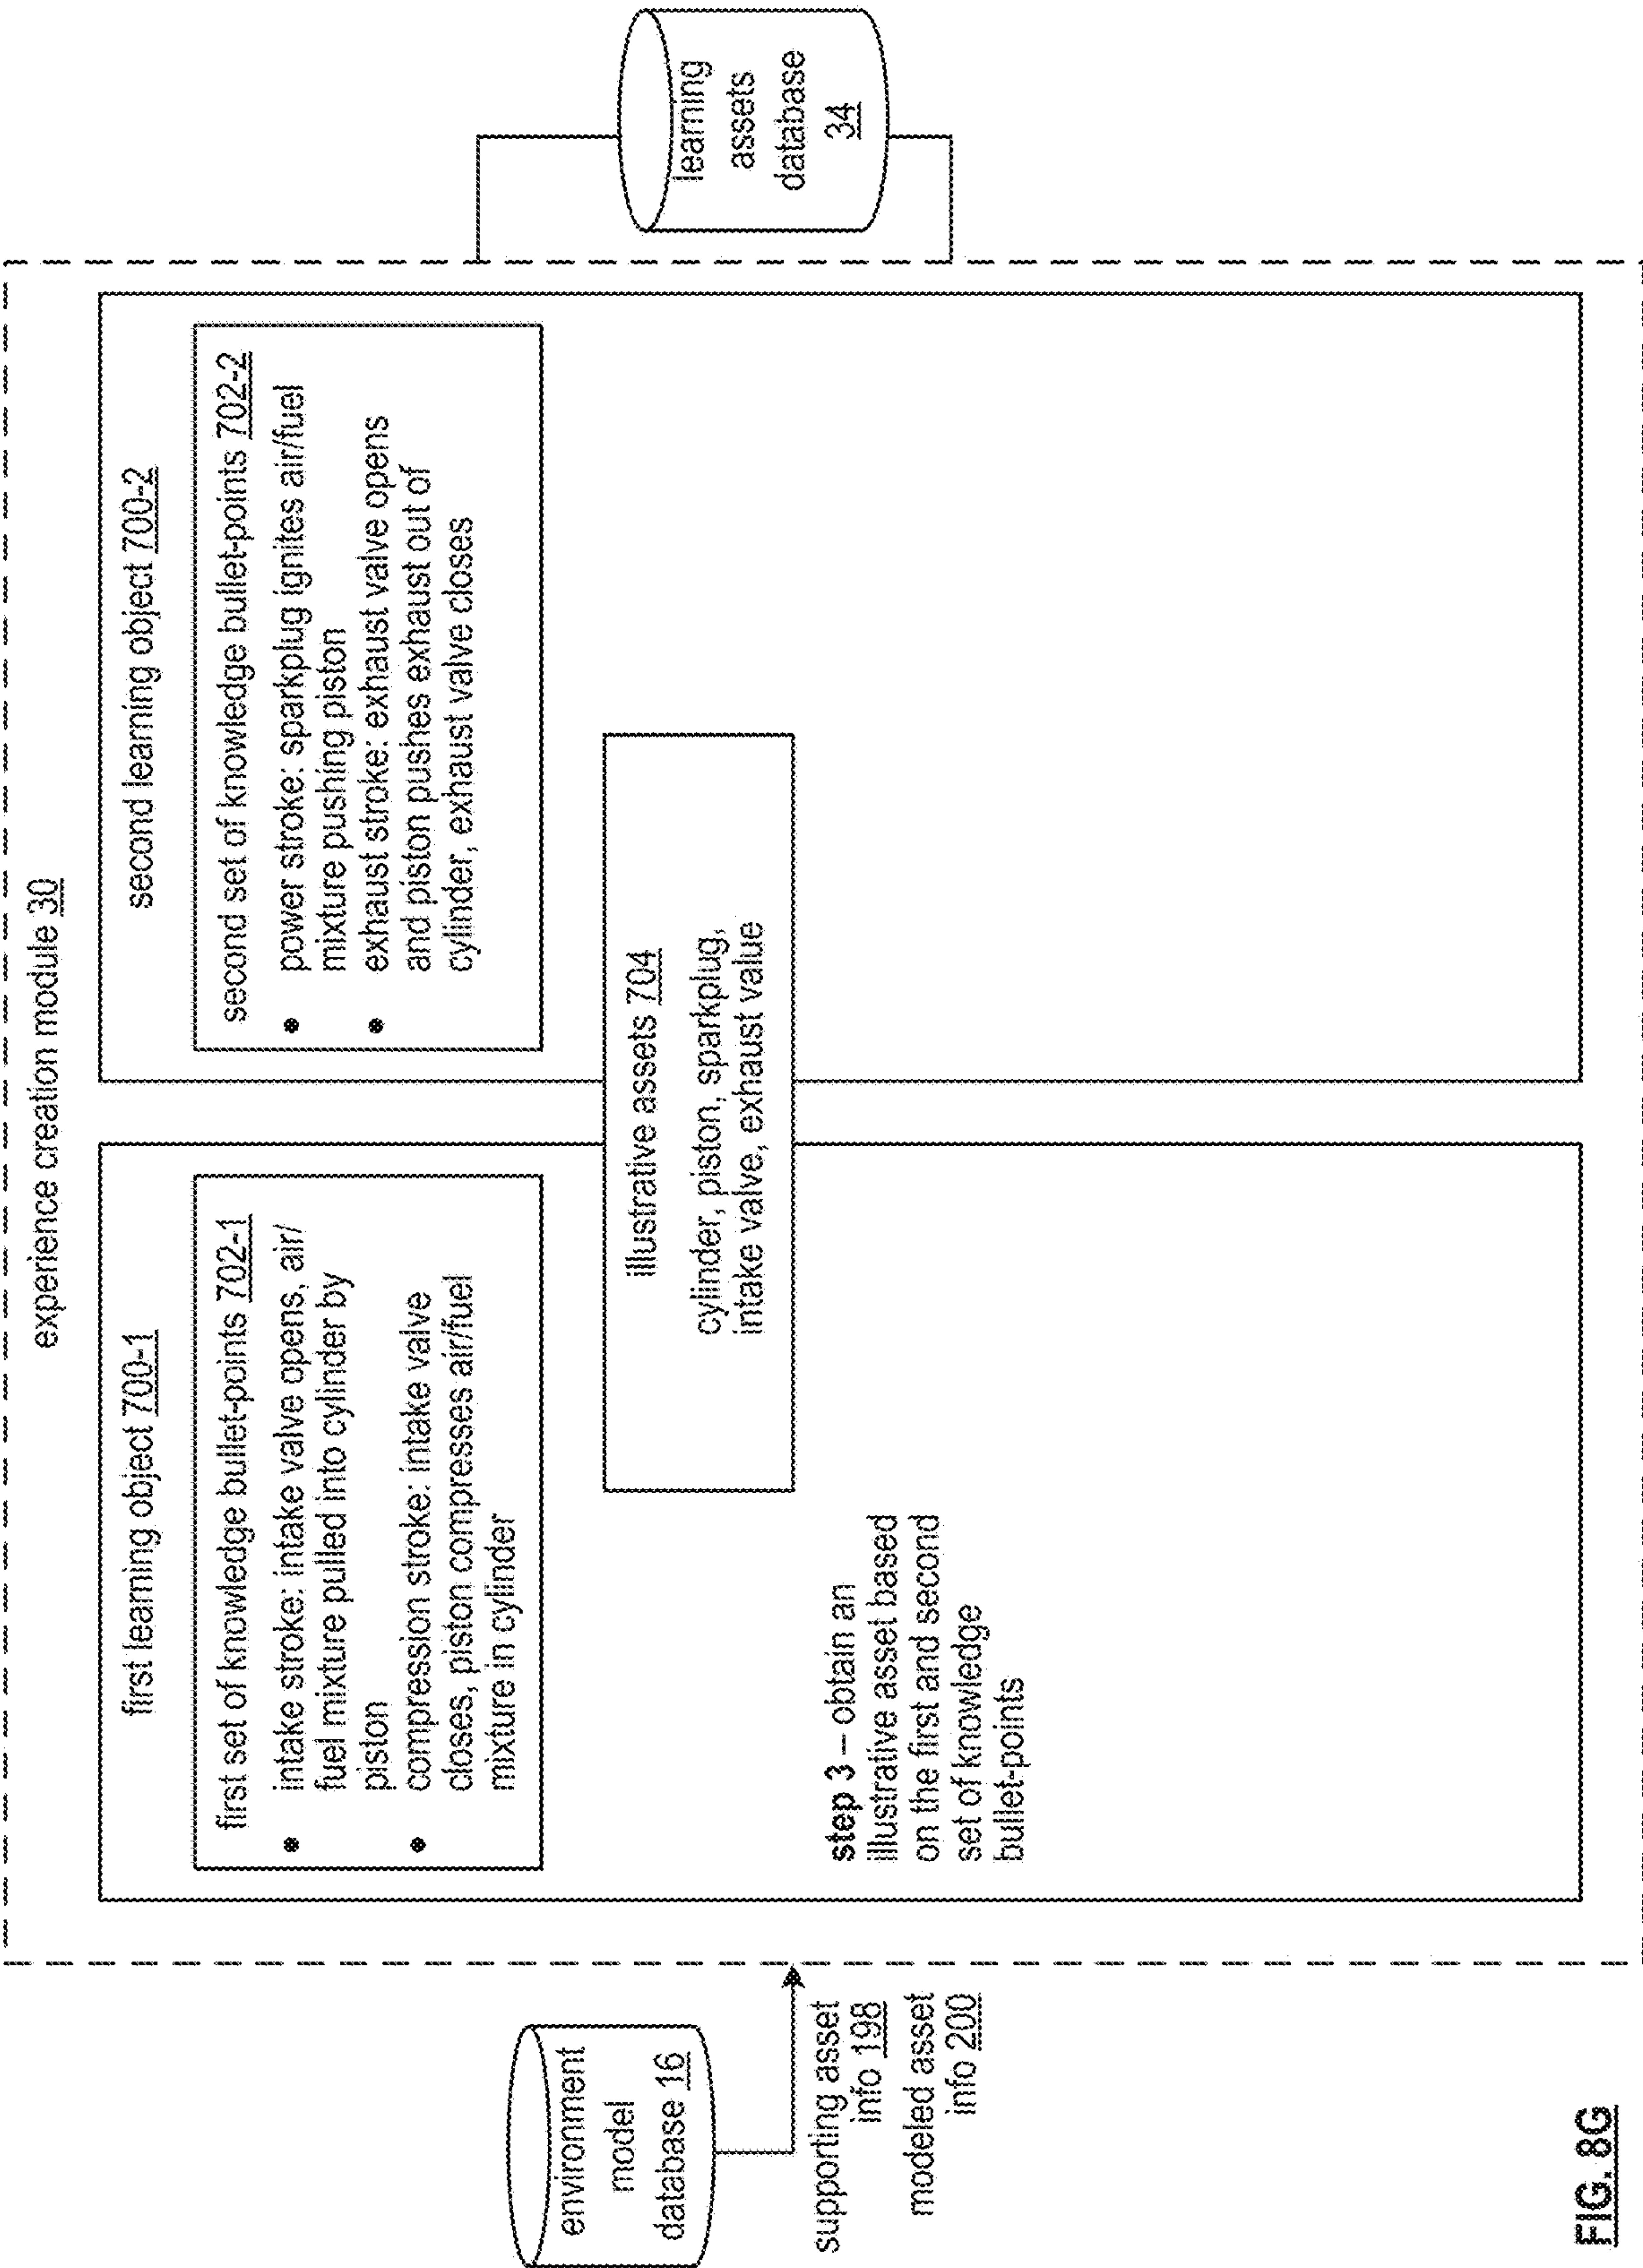 experience creation module 30
first learning object 700-1
first set of knowledge bullet-points 702-1
• intake stroke: intake valve opens, air/
fuel mixture pulled into cylinder by
piston
• compression stroke: intake valve
closes, piston compresses air/fuel
mixture in cylinder
second learning object 700-2
second set of knowledge bullet-points 702-2
• power stroke: sparkplug ignites air/fuel
mixture pushing piston
• exhaust stroke: exhaust valve opens
and piston pushes exhaust out of
cylinder, exhaust valve closes
illustrative assets 704
cylinder, piston, sparkplug,
intake valve, exhaust value
step 3 – obtain an
illustrative asset based
on the first and second
set of knowledge
bullet-points
environment
model
database 16
supporting asset
info 198
modeled asset
info 200
learning
assets
database
34
FIG. 8G